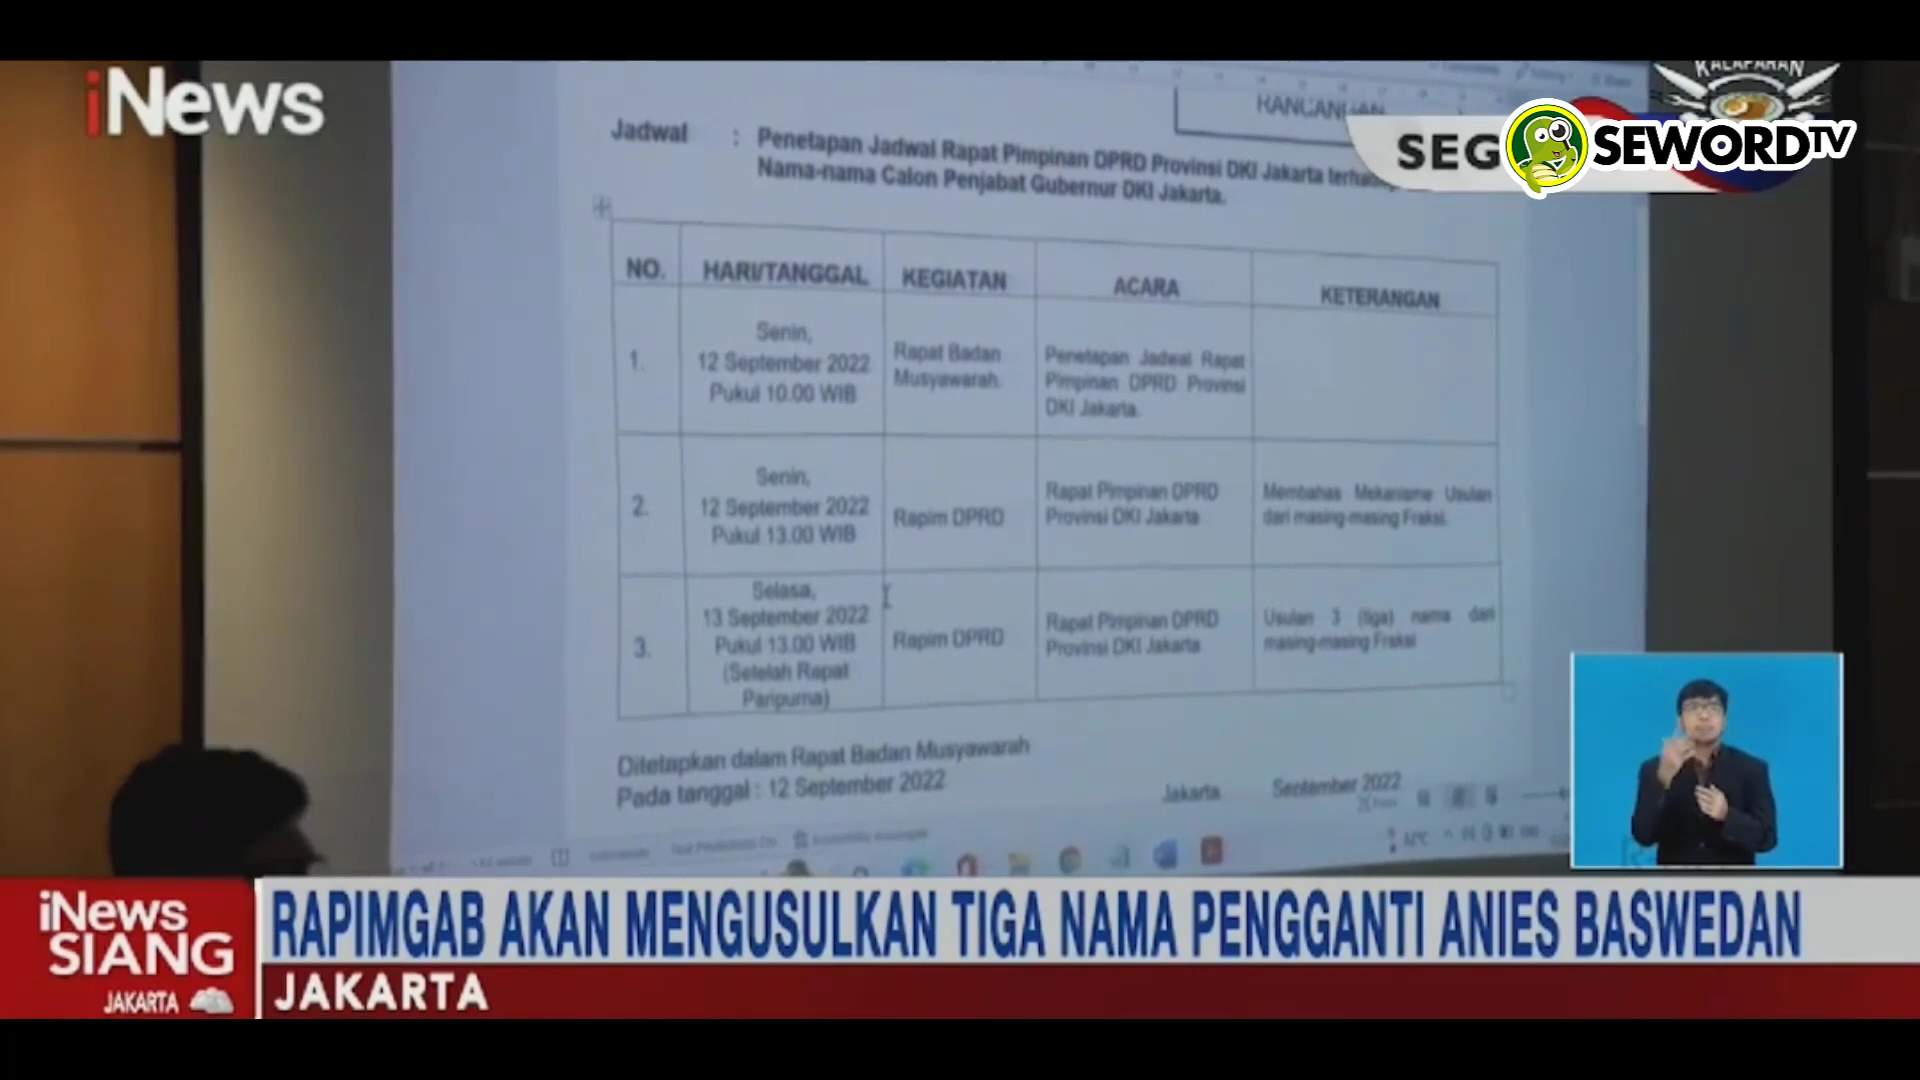 iNews
KALAPARAN
SEG
SEWORDTV
RANCANGAN
Jadwal : Penetapan Jadwal Rapat Pimpinan DPRD Provinsi DKI Jakarta
Nama-nama Calon Penjabat Gubernur DKI Jakarta.
NO. HARI/TANGGAL KEGIATAN ACARA KETERANGAN
1.
Senin,
12 September 2022
Pukul 10.00 WIB
Rapat Badan
Musyawarah.
Penetapan Jadwal Rapat
Pimpinan DPRD Provinsi
DKI Jakarta.
2.
Senin,
12 September 2022
Pukul 13.00 WIB
Rapim DPRD
Rapat Pimpinan DPRD
Provinsi DKI Jakarta
Membahas Mekanisme Usulan
dari masing-masing Fraksi.
3.
Selasa,
13 September 2022
Pukul 13.00 WIB
(Setelah Rapat
Paripurna)
Rapim DPRD
Rapat Pimpinan DPRD
Provinsi DKI Jakarta
Usulan 3 (tiga) nama dari
masing-masing Fraksi
Ditetapkan dalam Rapat Badan Musyawarah
Pada tanggal : 12 September 2022
Jakarta September 2022
iNews
SIANG
JAKARTA
RAPIMGAB AKAN MENGUSULKAN TIGA NAMA PENGGANTI ANIES BASWEDAN
JAKARTA